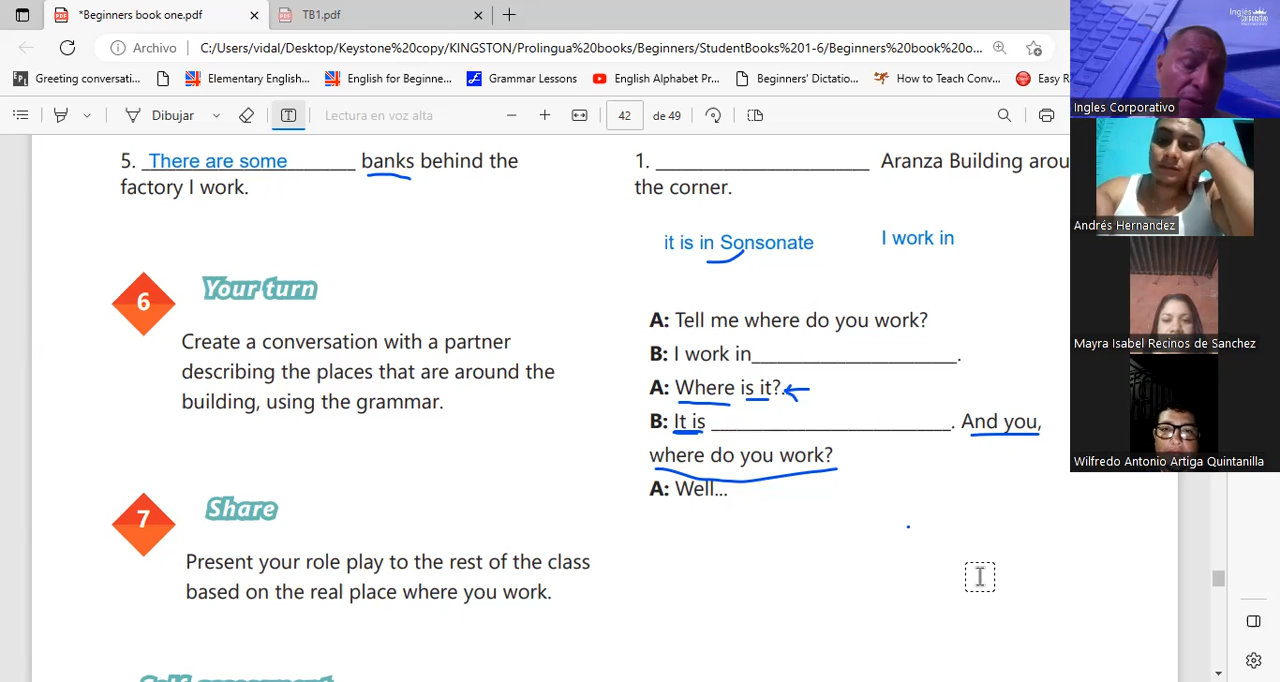 *Beginners book one.pdf
TB1.pdf
Archivo
C:/Users/vidal/Desktop/Keystone%20copy/KINGSTON/Prolingua%20books/Beginners/StudentBooks%201-6/Beginners%20book%20o...
Greeting conversati...
Elementary English...
English for Beginne...
Grammar Lessons
English Alphabet Pr...
Beginners' Dictatio...
How to Teach Conv...
Easy R
Dibujar
Lectura en voz alta
42
de 49
5. There are some banks behind the
factory I work.
6
Your turn
Create a conversation with a partner
describing the places that are around the
building, using the grammar.
7
Share
Present your role play to the rest of the class
based on the real place where you work.
Self-assessment
1. ____________________ Aranza Building arou
the corner.
it is in Sonsonate
I work in
A: Tell me where do you work?
B: I work in____________________.
A: Where is it?.
B: It is _______________________. And you,
where do you work?
A: Well...
Inglés
corporativo
Ingles Corporativo
Andrés Hernandez
Mayra Isabel Recinos de Sanchez
Wilfredo Antonio Artiga Quintanilla